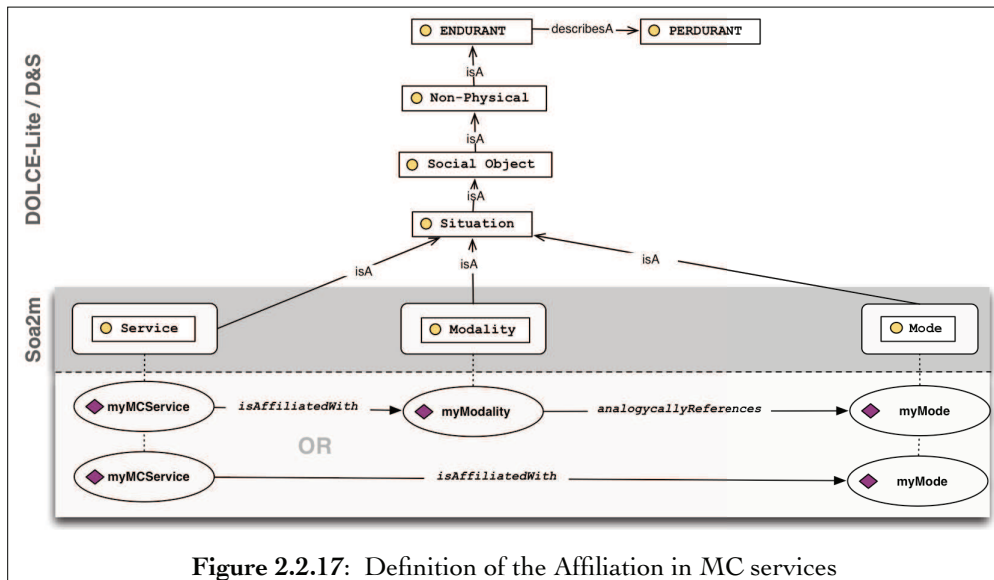 ENDURANT describesA PERDURANT
isA
Non-Physical
isA
Social Object
isA
Situation
isA isA isA
DOLCE-Lite / D&S
Service Modality Mode
Soa2m
myMCService isAffiliatedWith myModality analogycallyReferences myMode
OR
myMCService isAffiliatedWith myMode
Figure 2.2.17: Definition of the Affiliation in MC services